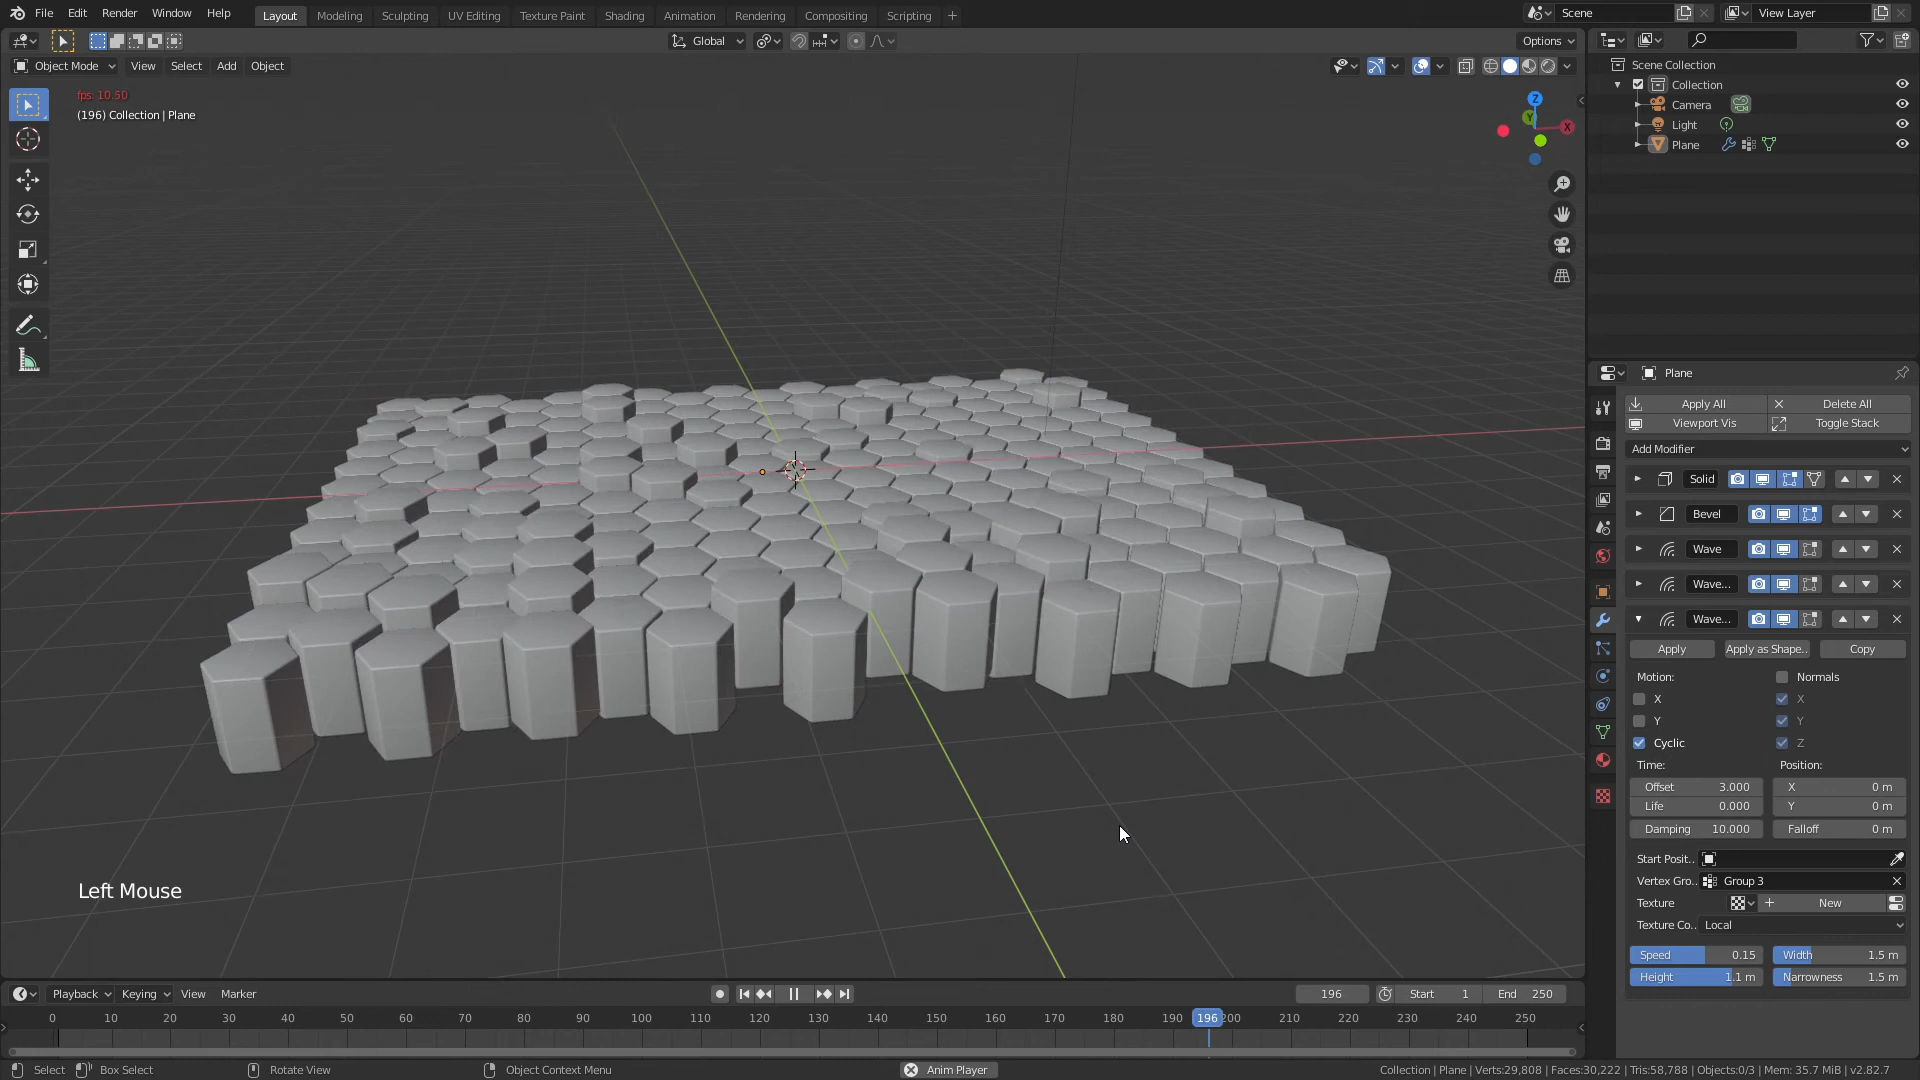 File Edit Render Window Help Layout Modeling Sculpting UV Editing Texture Paint Shading Animation Rendering Compositing Scripting + Scene View Layer
Global Options
Object Mode View Select Add Object
fps: 10.50
(196) Collection | Plane
Left Mouse
Z
Y
X
Scene Collection
Collection
Camera
Light
Plane
Plane
Apply All Delete All
Viewport Vis Toggle Stack
Add Modifier
Solid
Bevel
Wave
Wave...
Wave...
Apply Apply as Shape.. Copy
Motion: Normals
X X
Y Y
Cyclic Z
Time: Position:
Offset 3.000 X 0 m
Life 0.000 Y 0 m
Damping 10.000 Falloff 0 m
Start Posit..
Vertex Gro.. Group 3
Texture New
Texture Co.. Local
Speed 0.15 Width 1.5 m
Height 1.1 m Narrowness 1.5 m
Playback Keying View Marker 196 Start 1 End 250
0 10 20 30 40 50 60 70 80 90 100 110 120 130 140 150 160 170 180 190 196 200 210 220 230 240 250
Select Box Select Rotate View Object Context Menu Anim Player Collection | Plane | Verts:29,808 | Faces:30,222 | Tris:58,788 | Objects:0/3 | Mem: 35.7 MiB | v2.82.7